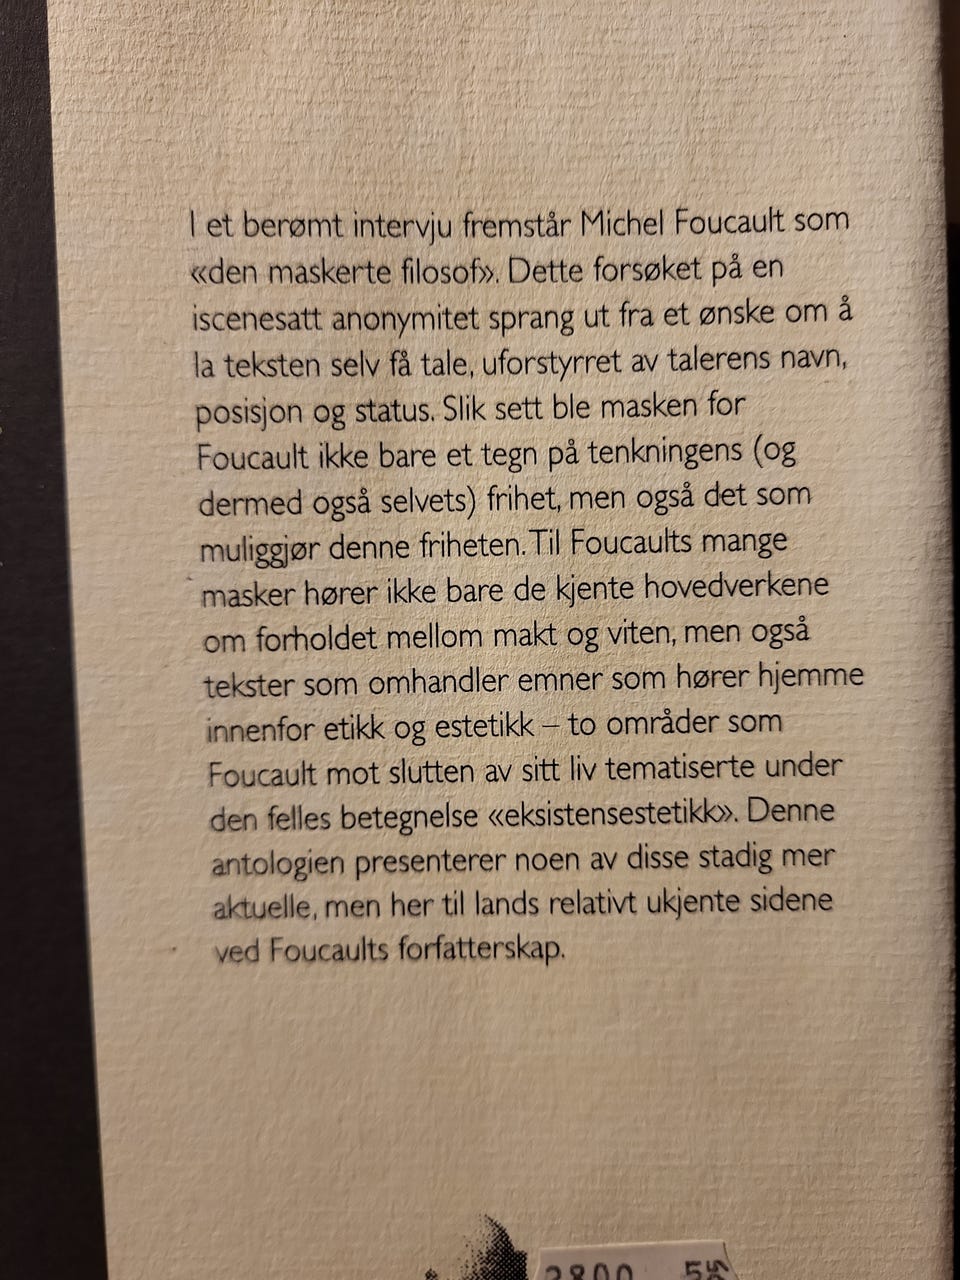 I et berømt intervju fremstår Michel Foucault som
«den maskerte filosof». Dette forsøket på en
iscenesatt anonymitet sprang ut fra et ønske om å
la teksten selv få tale, uforstyrret av talerens navn,
posisjon og status. Slik sett ble masken for
Foucault ikke bare et tegn på tenkningens (og
dermed også selvets) frihet, men også det som
muliggjør denne friheten. Til Foucaults mange
masker hører ikke bare de kjente hovedverkene
om forholdet mellom makt og viten, men også
tekster som omhandler emner som hører hjemme
innenfor etikk og estetikk – to områder som
Foucault mot slutten av sitt liv tematiserte under
den felles betegnelse «eksistensestetikk». Denne
antologien presenterer noen av disse stadig mer
aktuelle, men her til lands relativt ukjente sidene
ved Foucaults forfatterskap.